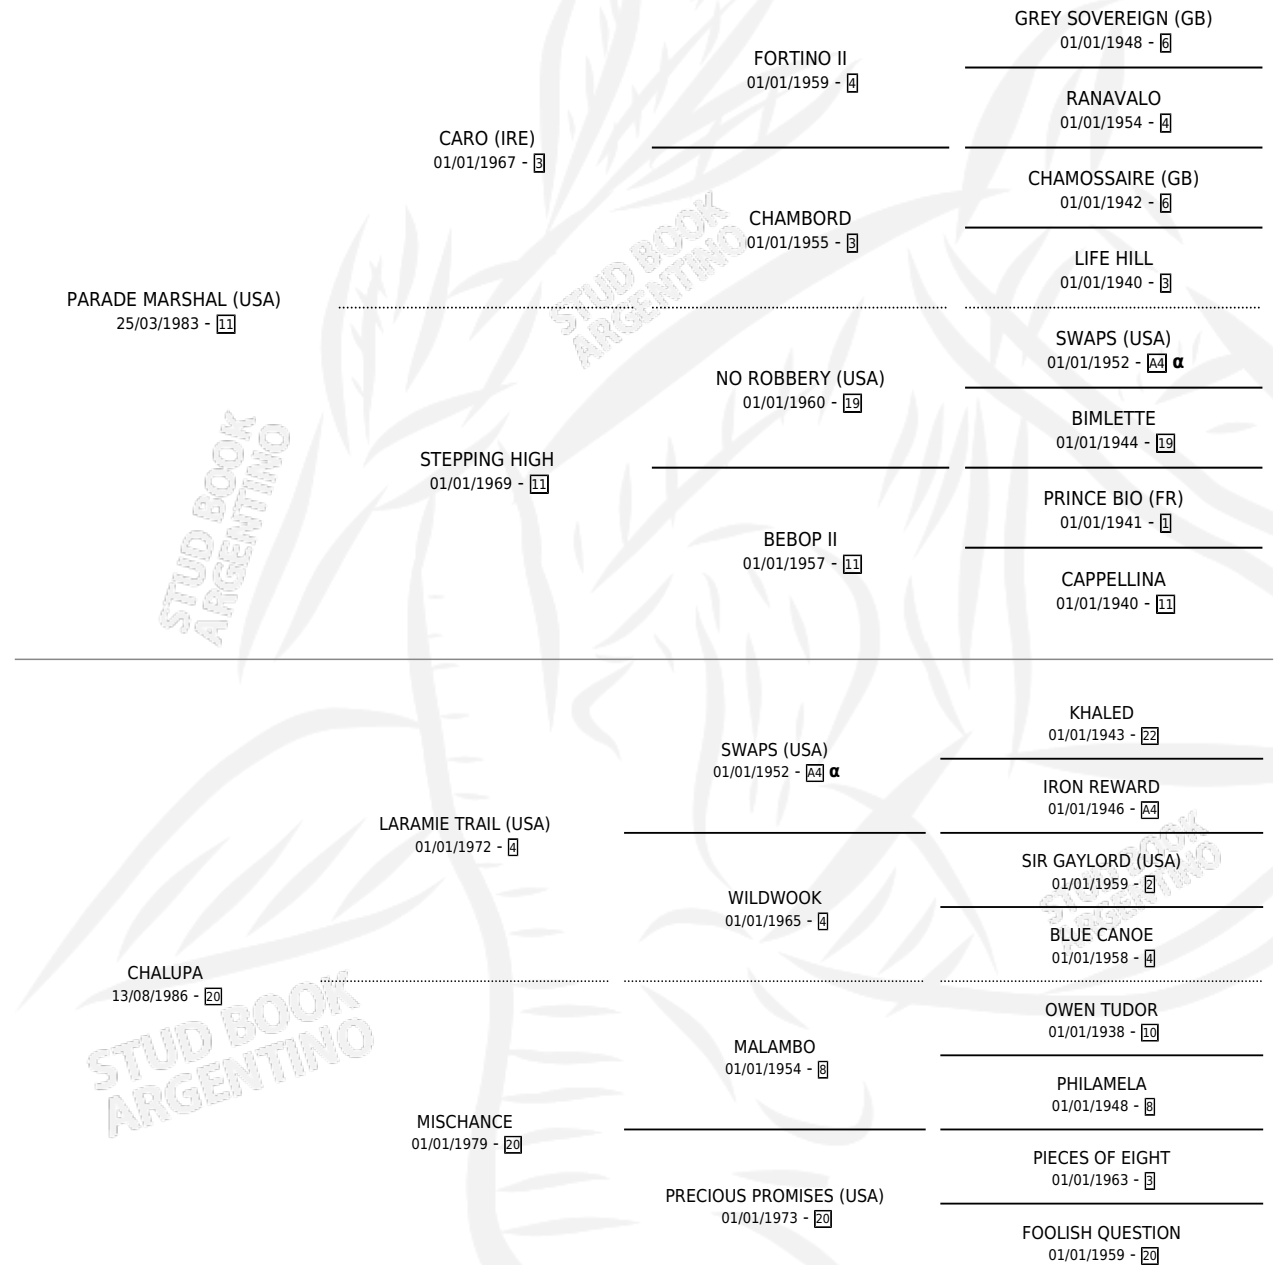 GREY SOVEREIGN (GB)
01/01/1948 - 6
FORTINO II
01/01/1959 - 4
RANAVALO
01/01/1954 - 4
CARO (IRE)
01/01/1967 - 3
CHAMOSSAIRE (GB)
01/01/1942 - 6
CHAMBORD
01/01/1955 - 3
LIFE HILL
01/01/1940 - 3
PARADE MARSHAL (USA)
25/03/1983 - 11
SWAPS (USA)
01/01/1952 - A4 α
NO ROBBERY (USA)
01/01/1960 - 19
BIMLETTE
01/01/1944 - 19
STEPPING HIGH
01/01/1969 - 11
PRINCE BIO (FR)
01/01/1941 - 1
BEBOP II
01/01/1957 - 11
CAPPELLINA
01/01/1940 - 11
KHALED
01/01/1943 - 22
SWAPS (USA)
01/01/1952 - A4 α
IRON REWARD
01/01/1946 - A4
LARAMIE TRAIL (USA)
01/01/1972 - 4
SIR GAYLORD (USA)
01/01/1959 - 2
WILDWOOK
01/01/1965 - 4
BLUE CANOE
01/01/1958 - 4
CHALUPA
13/08/1986 - 20
OWEN TUDOR
01/01/1938 - 10
MALAMBO
01/01/1954 - 8
PHILAMELA
01/01/1948 - 8
MISCHANCE
01/01/1979 - 20
PIECES OF EIGHT
01/01/1963 - 3
PRECIOUS PROMISES (USA)
01/01/1973 - 20
FOOLISH QUESTION
01/01/1959 - 20
STUD BOOK
ARGENTINO
STUD BOOK
ARGENTINO
STUD BOOK
ARGENTINO
STUD BOOK
ARGENTINO